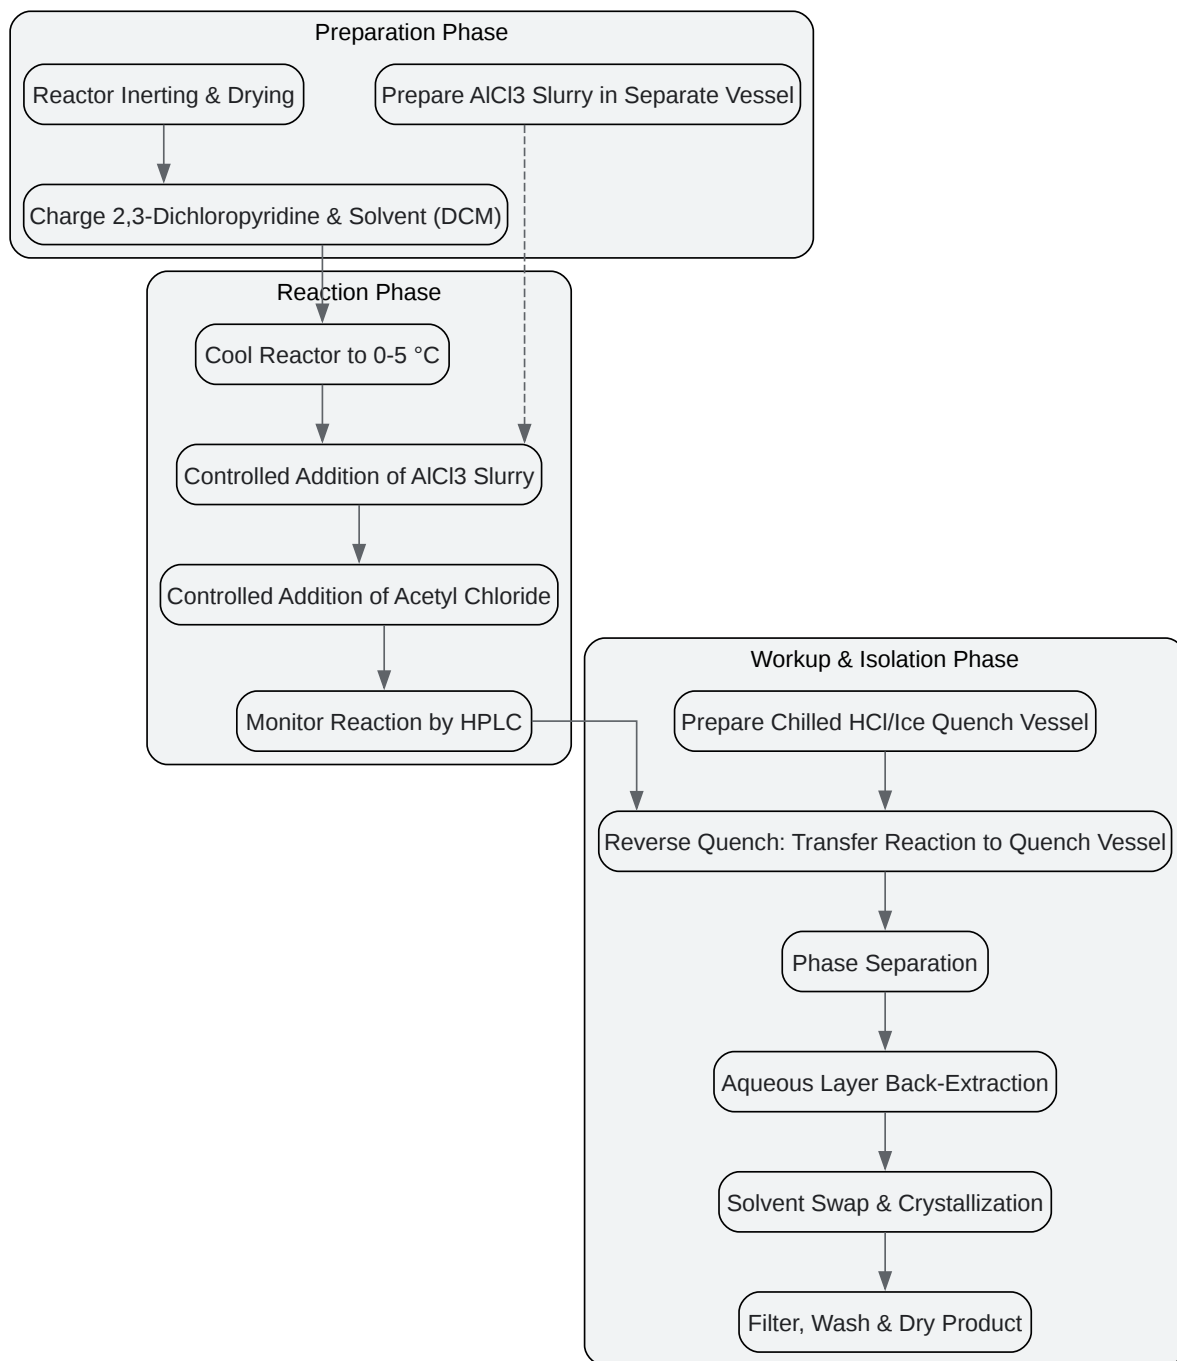 Preparation Phase
Reactor Inerting & Drying
Prepare AlCl3 Slurry in Separate Vessel
Charge 2,3-Dichloropyridine & Solvent (DCM)
Reaction Phase
Cool Reactor to 0-5 °C
Controlled Addition of AlCl3 Slurry
Controlled Addition of Acetyl Chloride
Monitor Reaction by HPLC
Workup & Isolation Phase
Prepare Chilled HCl/Ice Quench Vessel
Reverse Quench: Transfer Reaction to Quench Vessel
Phase Separation
Aqueous Layer Back-Extraction
Solvent Swap & Crystallization
Filter, Wash & Dry Product